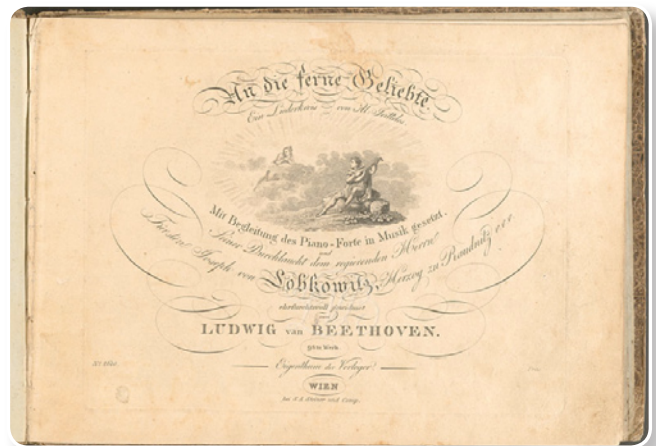 An die ferne Geliebte
Ein Liederkreis von Al. Jeitteles
Mit Begleitung des Piano-Forte in Musik gesetzt,
und
Seiner Durchlaucht dem regierenden Herrn
Fürsten Joseph von Lobkowitz, Herzog zu Raudnitz &c&c&c
ehrfurchtsvoll gewidmet
von
LUDWIG van BEETHOVEN.
98tes Werk
Eigenthum der Verleger.
WIEN
bei S. A. Steiner und Comp.